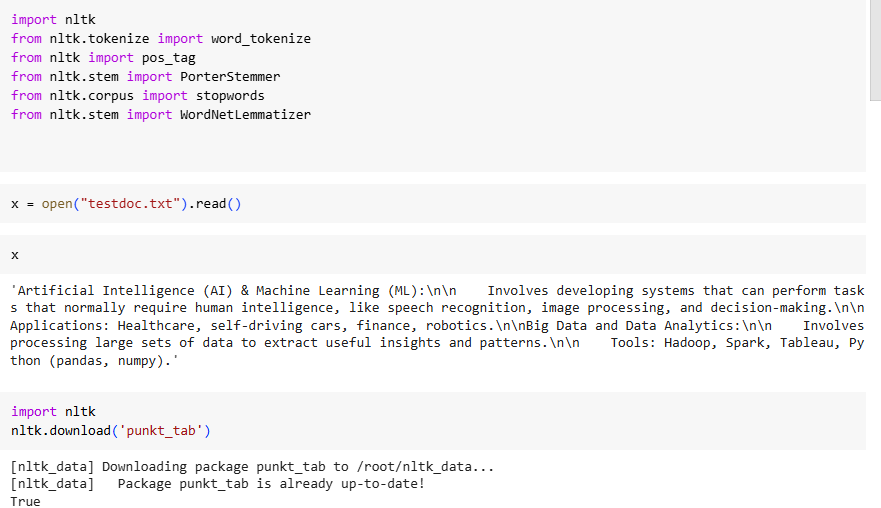 import nltk
from nltk.tokenize import word_tokenize
from nltk import pos_tag
from nltk.stem import PorterStemmer
from nltk.corpus import stopwords
from nltk.stem import WordNetLemmatizer
x = open("testdoc.txt").read()
x
'Artificial Intelligence (AI) & Machine Learning (ML):\n\n    Involves developing systems that can perform task
s that normally require human intelligence, like speech recognition, image processing, and decision-making.\n\n
Applications: Healthcare, self-driving cars, finance, robotics.\n\nBig Data and Data Analytics:\n\n    Involves
processing large sets of data to extract useful insights and patterns.\n\n    Tools: Hadoop, Spark, Tableau, Py
thon (pandas, numpy).'
import nltk
nltk.download('punkt_tab')
[nltk_data] Downloading package punkt_tab to /root/nltk_data...
[nltk_data]   Package punkt_tab is already up-to-date!
True